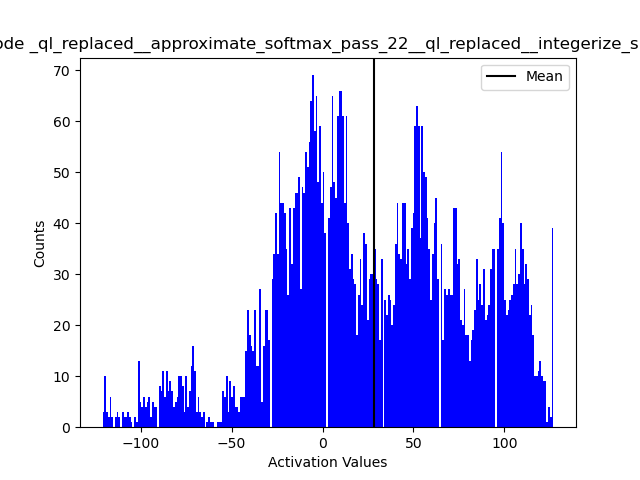 ode _ql_replaced__approximate_softmax_pass_22__ql_replaced__integerize_s
Mean
70
60
50
40
30
20
10
0
Counts
−100 −50 0 50 100
Activation Values